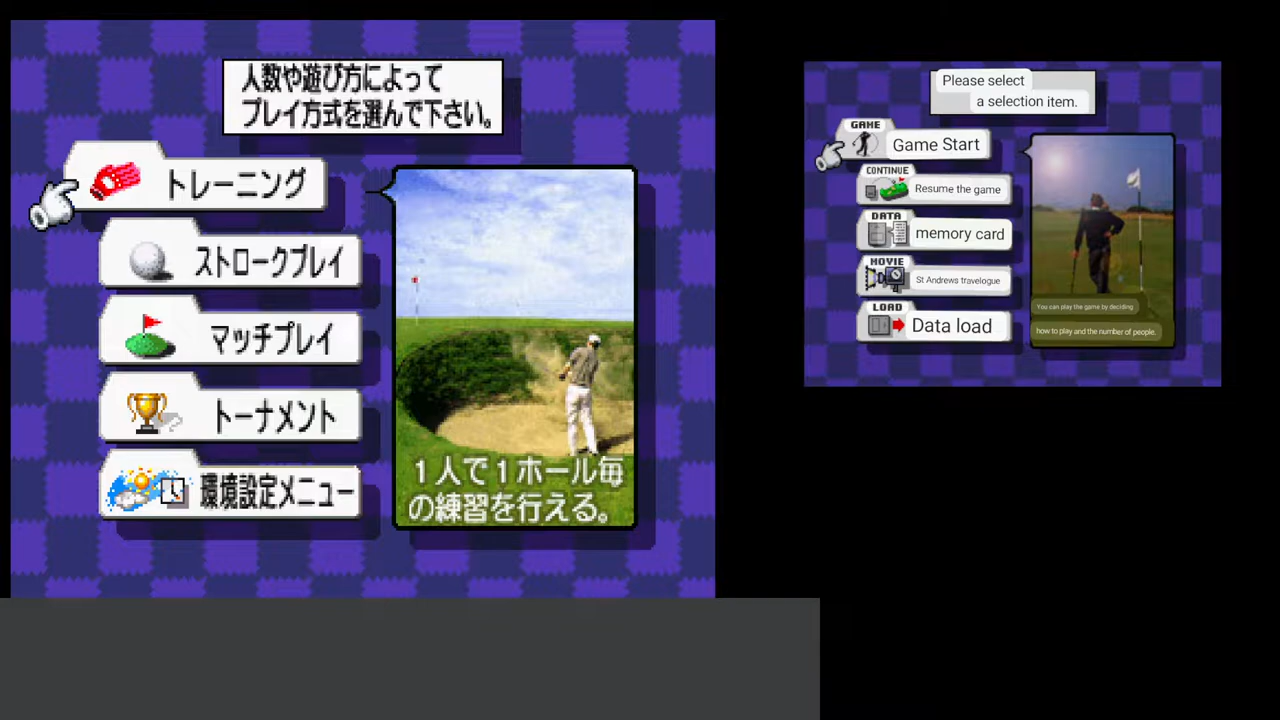 人数や遊び方によって
プレイ方式を選んで下さい。
トレーニング
ストロークプレイ
マッチプレイ
トーナメント
環境設定メニュー
1人で1ホール毎
の練習を行える。
Please select
a selection item.
GAME
Game Start
CONTINUE
Resume the game
DATA
memory card
MOVIE
St Andrews travelogue
LOAD
Data load
You can play the game by deciding
how to play and the number of people.